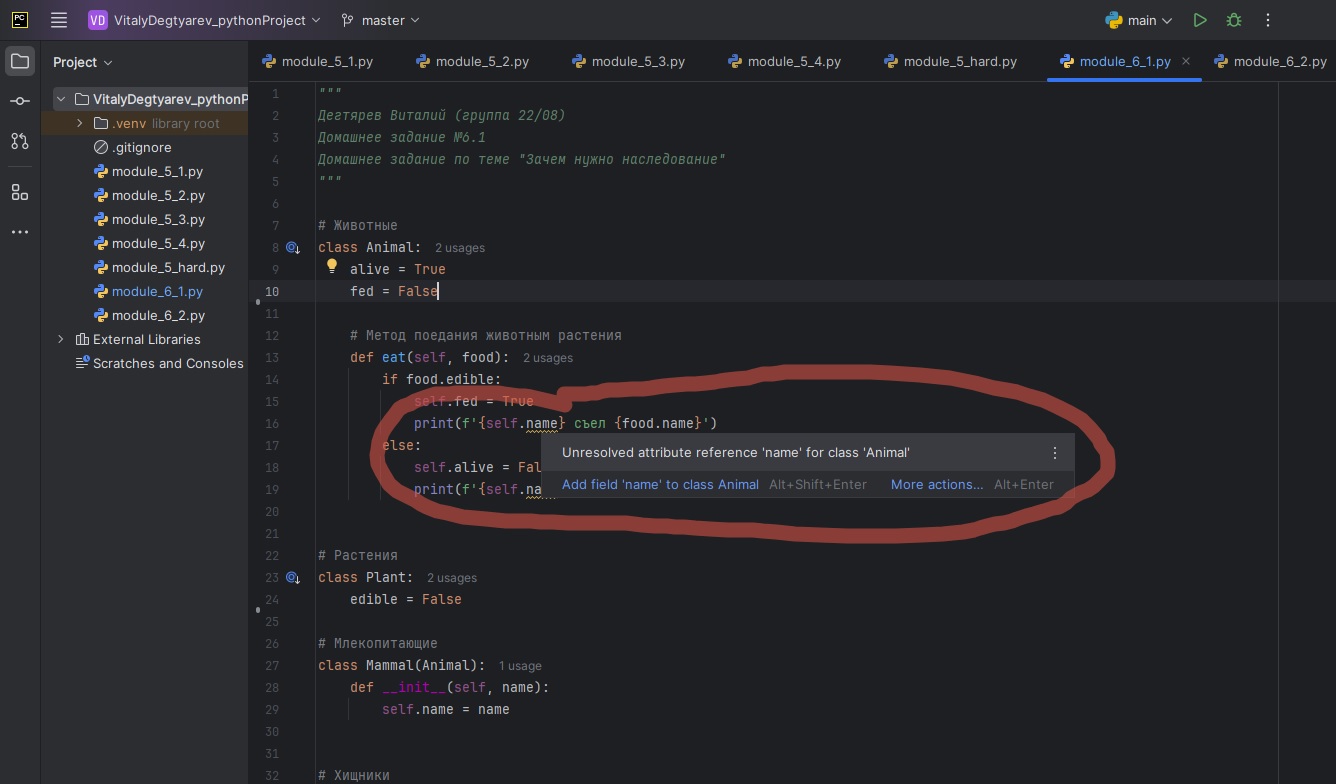 PC
VD VitalyDegtyarev_pythonProject master main
Project
module_5_1.py module_5_2.py module_5_3.py module_5_4.py module_5_hard.py module_6_1.py module_6_2.py
VitalyDegtyarev_pythonP
.venv library root
.gitignore
module_5_1.py
module_5_2.py
module_5_3.py
module_5_4.py
module_5_hard.py
module_6_1.py
module_6_2.py
External Libraries
Scratches and Consoles
1 """
2 Дегтярев Виталий (группа 22/08)
3 Домашнее задание №6.1
4 Домашнее задание по теме "Зачем нужно наследование"
5 """
6
7 # Животные
8 class Animal: 2 usages
9 alive = True
10 fed = False
11
12 # Метод поедания животным растения
13 def eat(self, food): 2 usages
14 if food.edible:
15 self.fed = True
16 print(f'{self.name} съел {food.name}')
17 else:
18 self.alive = Fal
19 print(f'{self.na
Unresolved attribute reference 'name' for class 'Animal'
Add field 'name' to class Animal Alt+Shift+Enter More actions... Alt+Enter
20
21
22 # Растения
23 class Plant: 2 usages
24 edible = False
25
26 # Млекопитающие
27 class Mammal(Animal): 1 usage
28 def __init__(self, name):
29 self.name = name
30
31
32 # Хищники